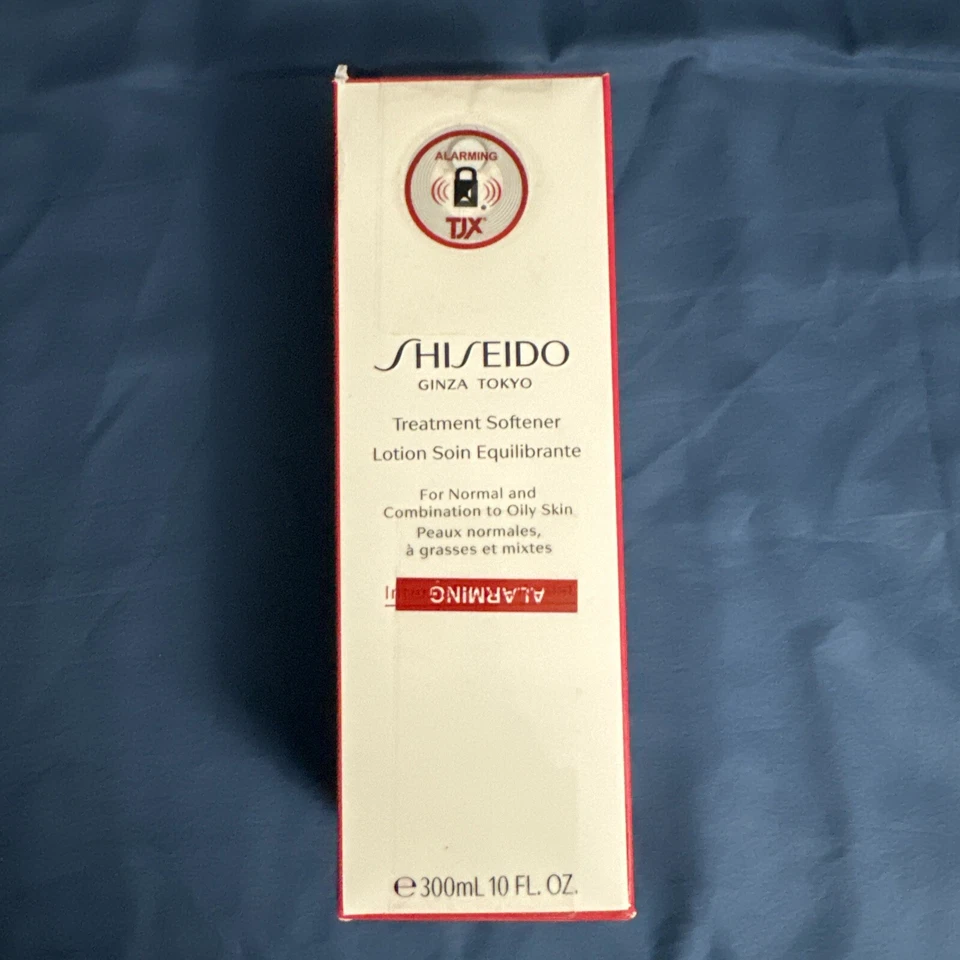 ALARMING
TJX
SHISEIDO
GINZA TOKYO
Treatment Softener
Lotion Soin Equilibrante
For Normal and
Combination to Oily Skin
Peaux normales,
à grasses et mixtes
ALARMING
℮300mL 10 FL. OZ.